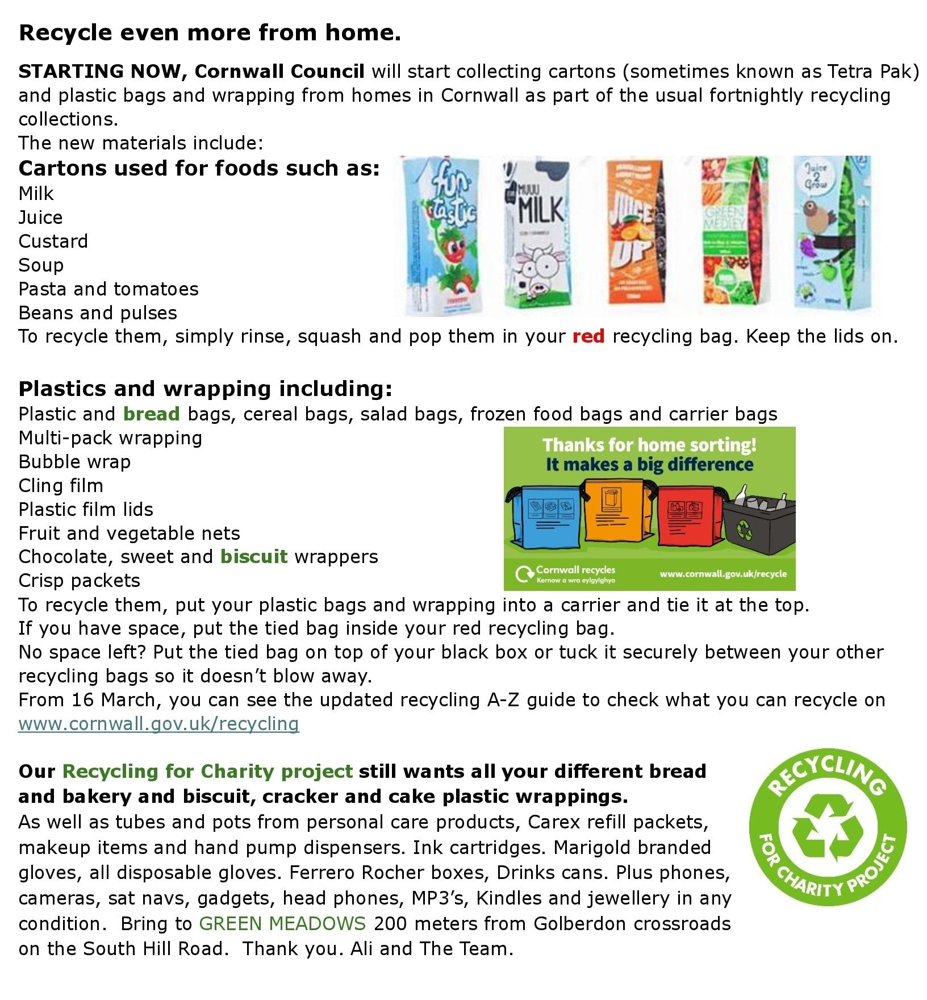 Recycle even more from home.
STARTING NOW, Cornwall Council will start collecting cartons (sometimes known as Tetra Pak)
and plastic bags and wrapping from homes in Cornwall as part of the usual fortnightly recycling
collections.
The new materials include:
Cartons used for foods such as:
Milk
Juice
Custard
Soup
Pasta and tomatoes
Beans and pulses
fun
tastic
MUUU
MILK
JUICE
UP
GREEN
MEDLEY
Juice
2
Grow
To recycle them, simply rinse, squash and pop them in your red recycling bag. Keep the lids on.
Plastics and wrapping including:
Plastic and bread bags, cereal bags, salad bags, frozen food bags and carrier bags
Multi-pack wrapping
Bubble wrap
Cling film
Plastic film lids
Fruit and vegetable nets
Chocolate, sweet and biscuit wrappers
Crisp packets
Thanks for home sorting!
It makes a big difference
Cornwall recycles
Kernow a wra eylgylghya
www.cornwall.gov.uk/recycle
To recycle them, put your plastic bags and wrapping into a carrier and tie it at the top.
If you have space, put the tied bag inside your red recycling bag.
No space left? Put the tied bag on top of your black box or tuck it securely between your other
recycling bags so it doesn’t blow away.
From 16 March, you can see the updated recycling A-Z guide to check what you can recycle on
www.cornwall.gov.uk/recycling
Our Recycling for Charity project still wants all your different bread
and bakery and biscuit, cracker and cake plastic wrappings.
As well as tubes and pots from personal care products, Carex refill packets,
makeup items and hand pump dispensers. Ink cartridges. Marigold branded
gloves, all disposable gloves. Ferrero Rocher boxes, Drinks cans. Plus phones,
cameras, sat navs, gadgets, head phones, MP3’s, Kindles and jewellery in any
condition.  Bring to GREEN MEADOWS 200 meters from Golberdon crossroads
on the South Hill Road.  Thank you. Ali and The Team.
RECYCLING
FOR CHARITY PROJECT